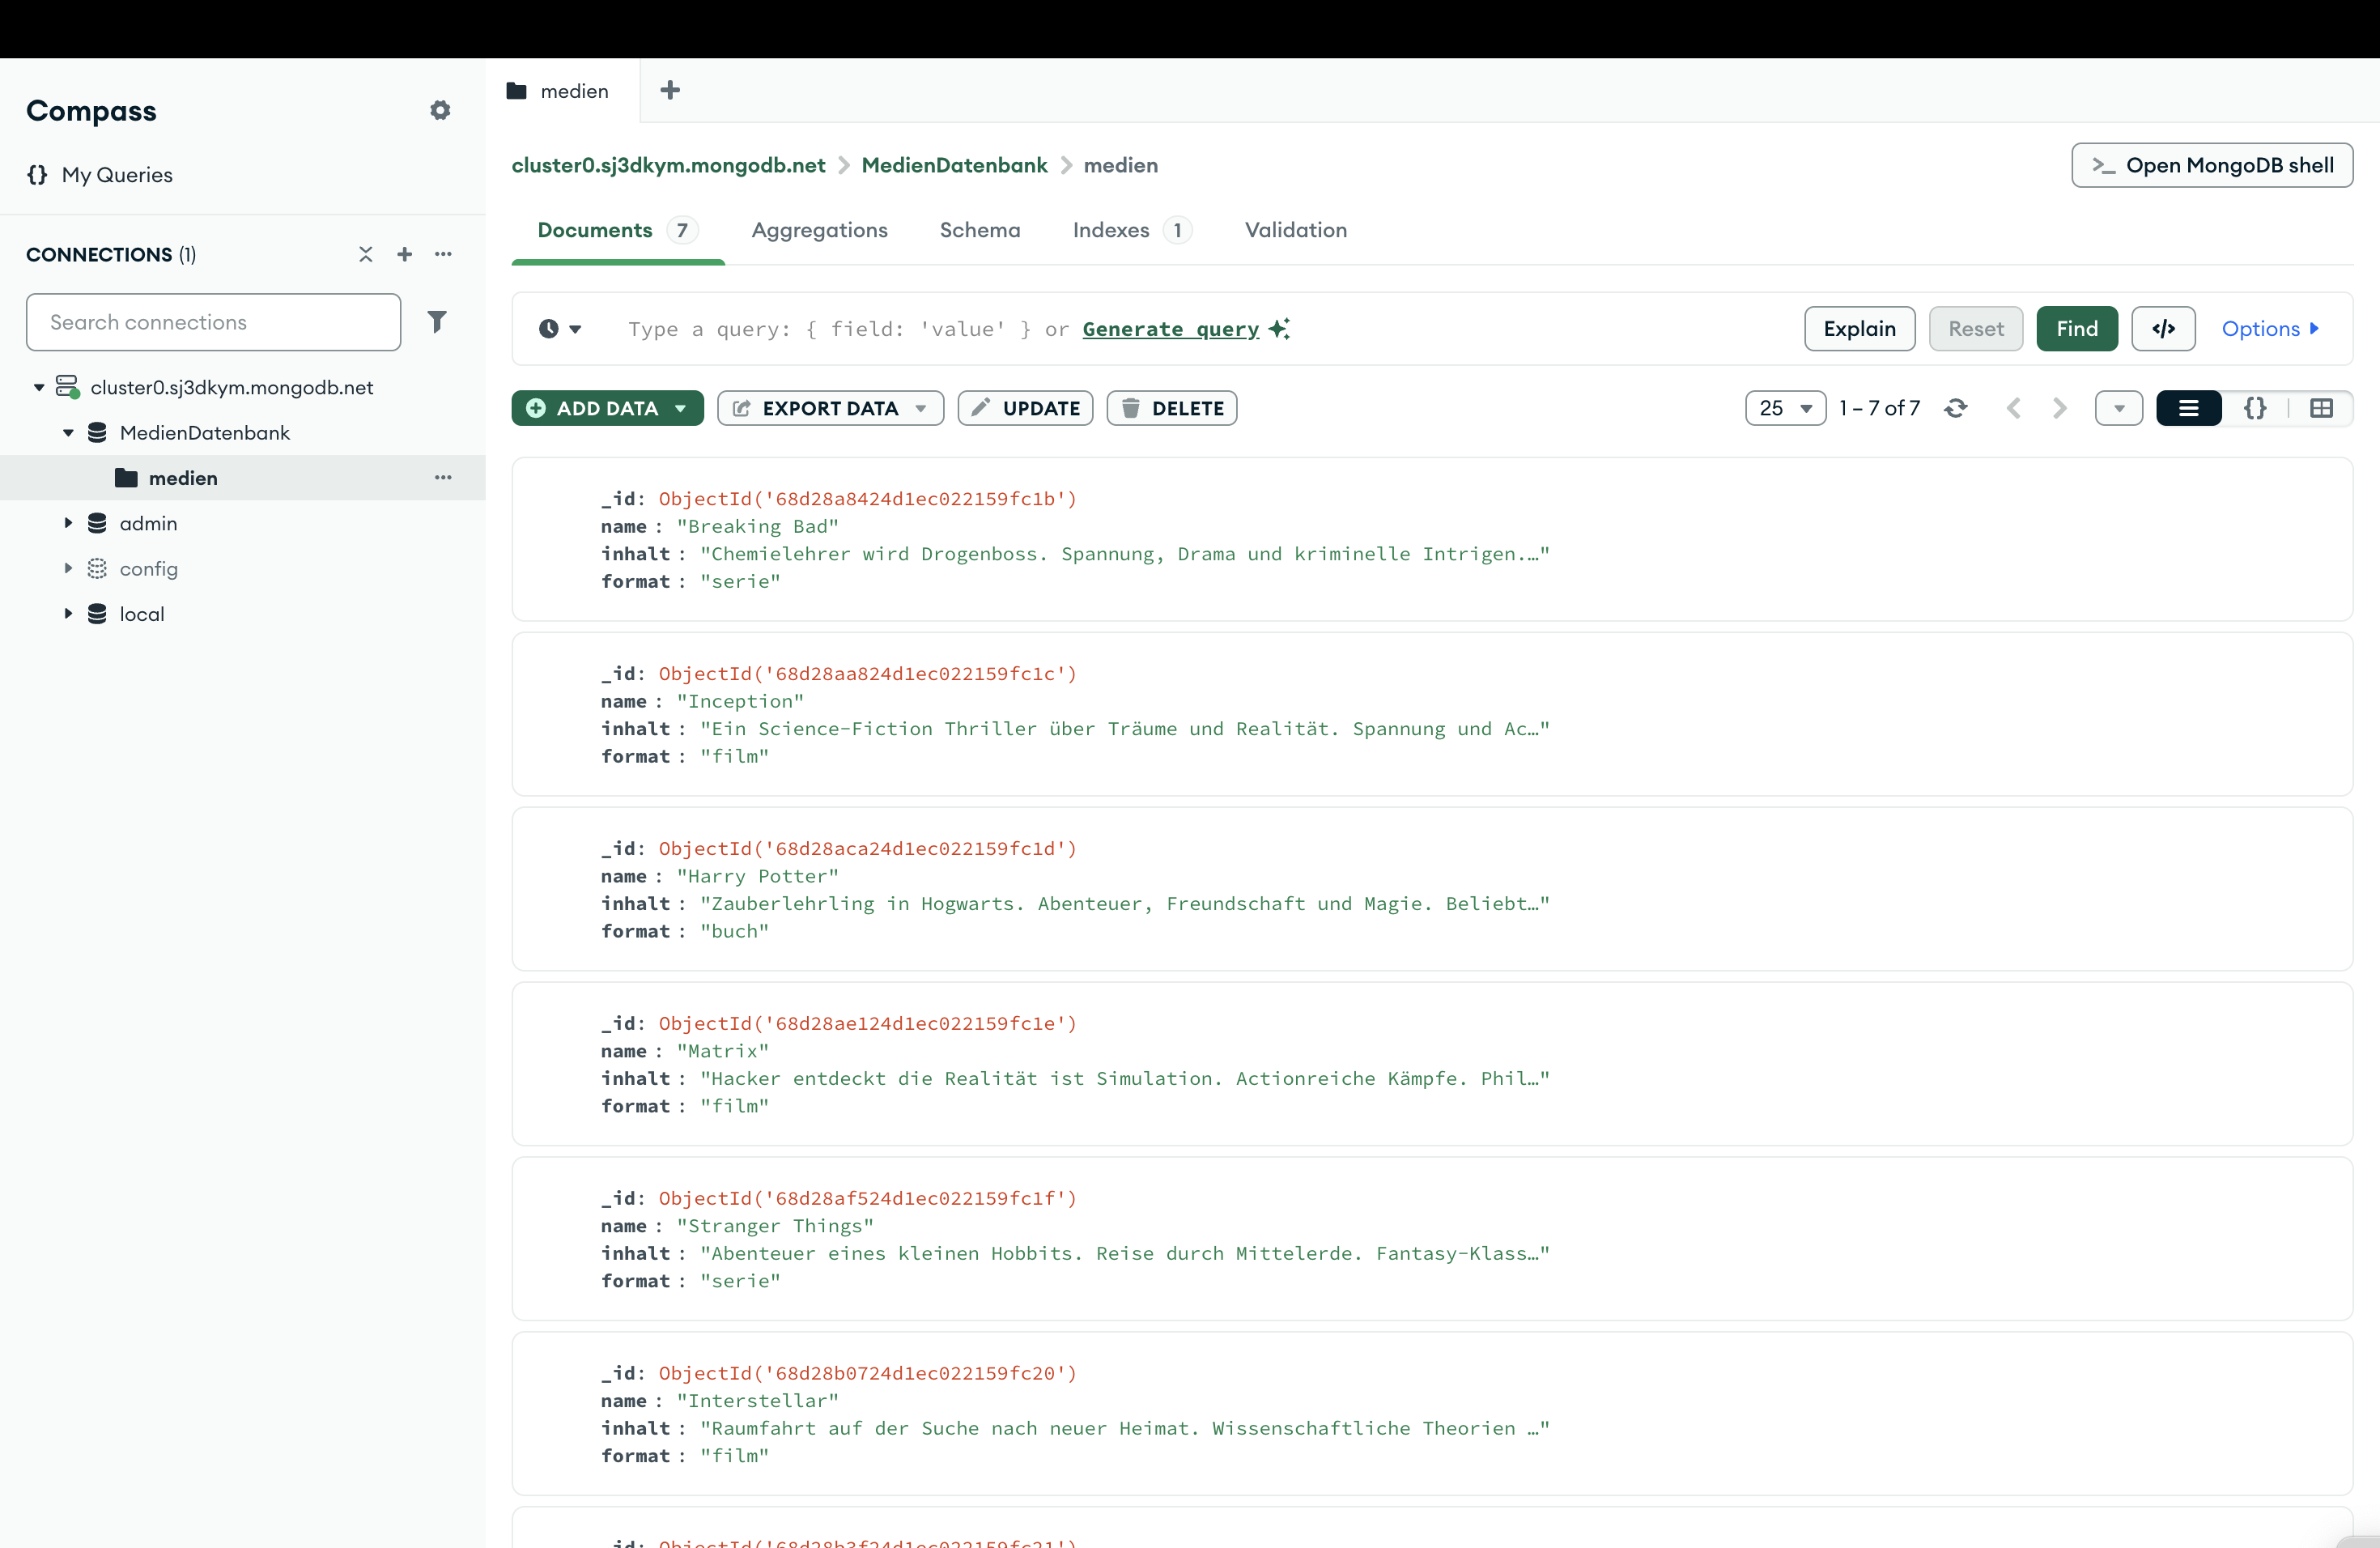 Compass
{} My Queries
CONNECTIONS (1)
Search connections
cluster0.sj3dkym.mongodb.net
MedienDatenbank
medien
admin
config
local
medien
cluster0.sj3dkym.mongodb.net > MedienDatenbank > medien
>_ Open MongoDB shell
Documents 7 Aggregations Schema Indexes 1 Validation
Type a query: { field: 'value' } or Generate query
Explain Reset Find </> Options
ADD DATA EXPORT DATA UPDATE DELETE
25 1 – 7 of 7 {}
_id: ObjectId('68d28a8424d1ec022159fc1b')
name : "Breaking Bad"
inhalt : "Chemielehrer wird Drogenboss. Spannung, Drama und kriminelle Intrigen.…"
format : "serie"
_id: ObjectId('68d28aa824d1ec022159fc1c')
name : "Inception"
inhalt : "Ein Science-Fiction Thriller über Träume und Realität. Spannung und Ac…"
format : "film"
_id: ObjectId('68d28aca24d1ec022159fc1d')
name : "Harry Potter"
inhalt : "Zauberlehrling in Hogwarts. Abenteuer, Freundschaft und Magie. Beliebt…"
format : "buch"
_id: ObjectId('68d28ae124d1ec022159fc1e')
name : "Matrix"
inhalt : "Hacker entdeckt die Realität ist Simulation. Actionreiche Kämpfe. Phil…"
format : "film"
_id: ObjectId('68d28af524d1ec022159fc1f')
name : "Stranger Things"
inhalt : "Abenteuer eines kleinen Hobbits. Reise durch Mittelerde. Fantasy-Klass…"
format : "serie"
_id: ObjectId('68d28b0724d1ec022159fc20')
name : "Interstellar"
inhalt : "Raumfahrt auf der Suche nach neuer Heimat. Wissenschaftliche Theorien …"
format : "film"
_id: ObjectId('68d28b3f24d1ec022159fc21')